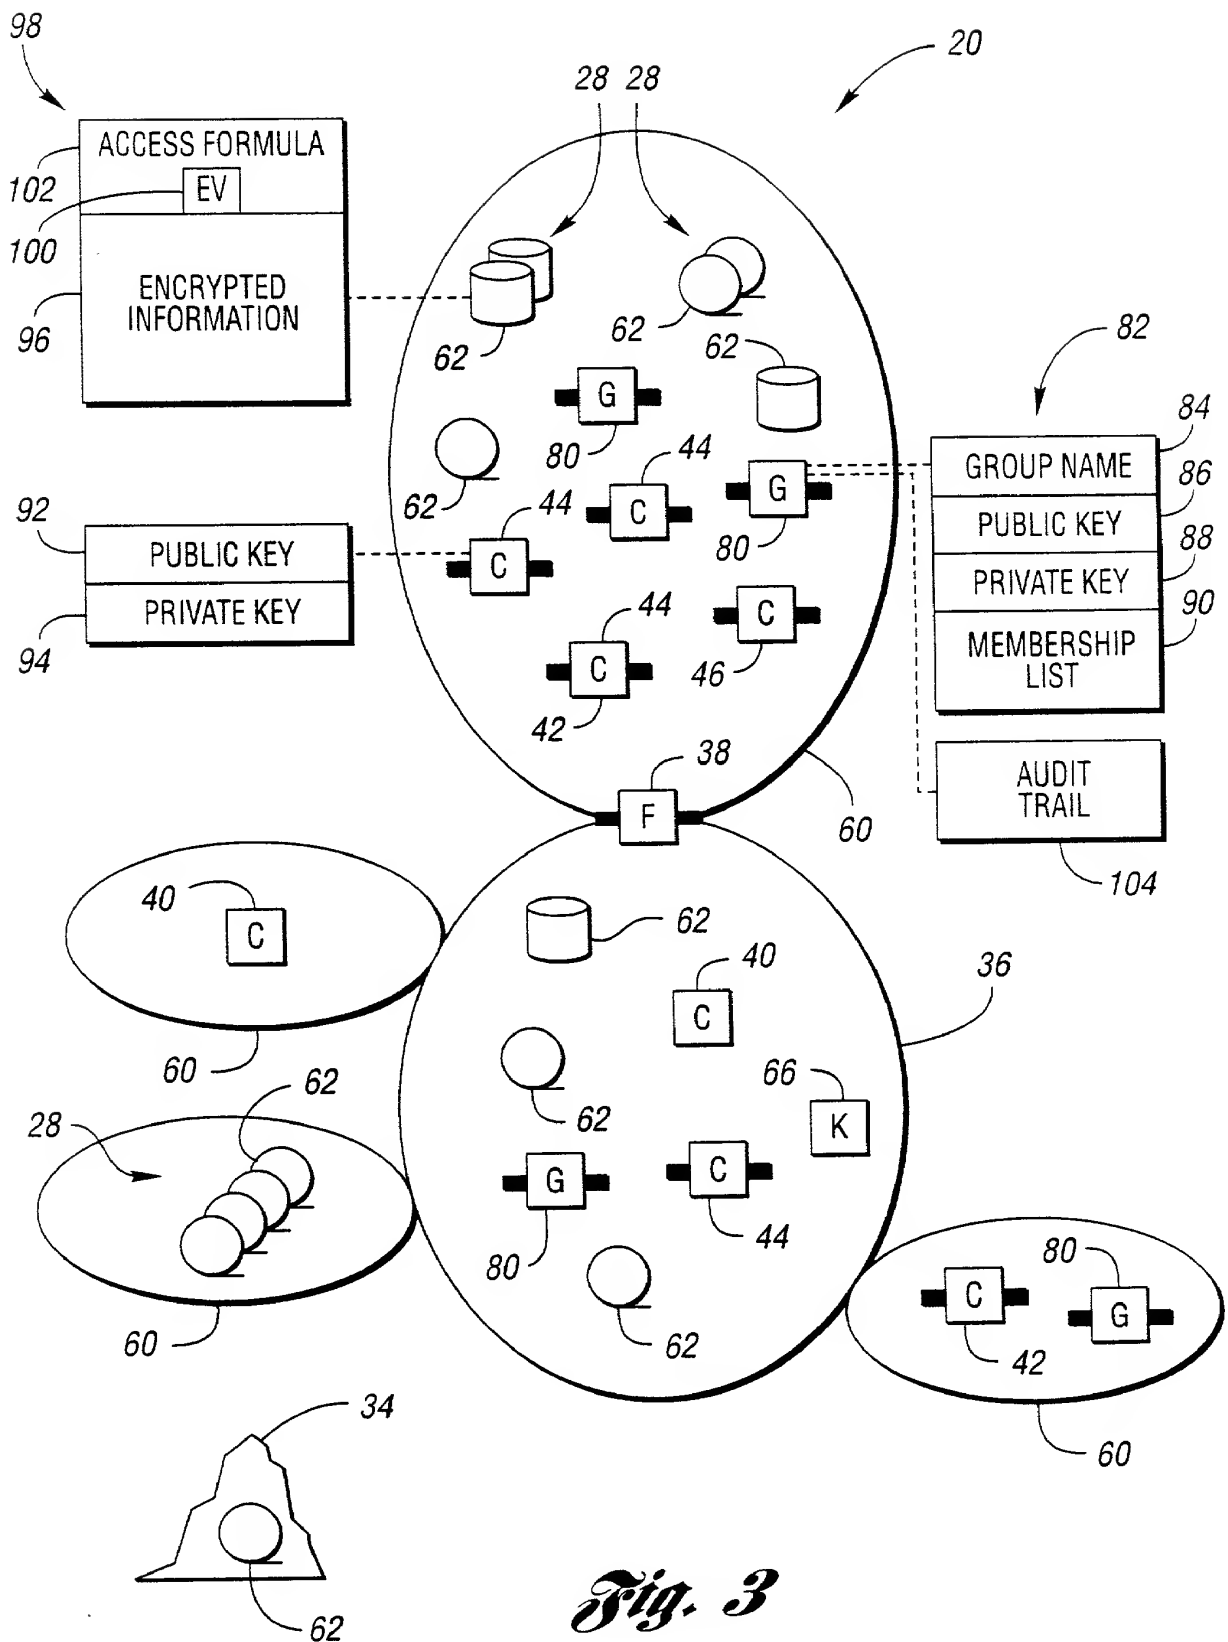 98
20
28 28
ACCESS FORMULA
102
EV
100
ENCRYPTED
INFORMATION
96
62
62
62
82
G
80
84
GROUP NAME
86
PUBLIC KEY
88
PRIVATE KEY
90
MEMBERSHIP
LIST
44
C
G
80
62
92
PUBLIC KEY
44
C
PRIVATE KEY
94
C
46
44
C
42
38
F
60
AUDIT
TRAIL
104
40
C
60
62
40
C
36
62
66
K
28
62
60
G
80
C
44
62
80
C
G
42
60
34
62
Fig. 3